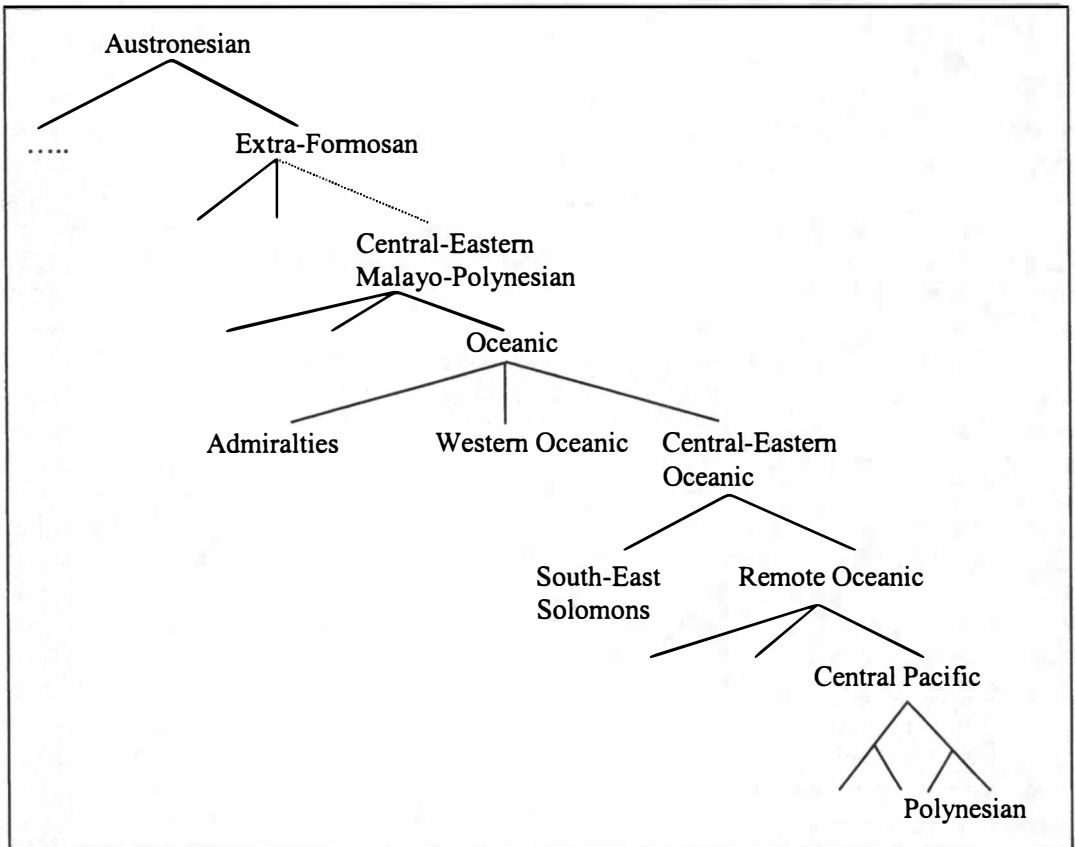 Austronesian
.....
Extra-Formosan
Central-Eastern
Malayo-Polynesian
Oceanic
Admiralties
Western Oceanic
Central-Eastern
Oceanic
South-East
Solomons
Remote Oceanic
Central Pacific
Polynesian